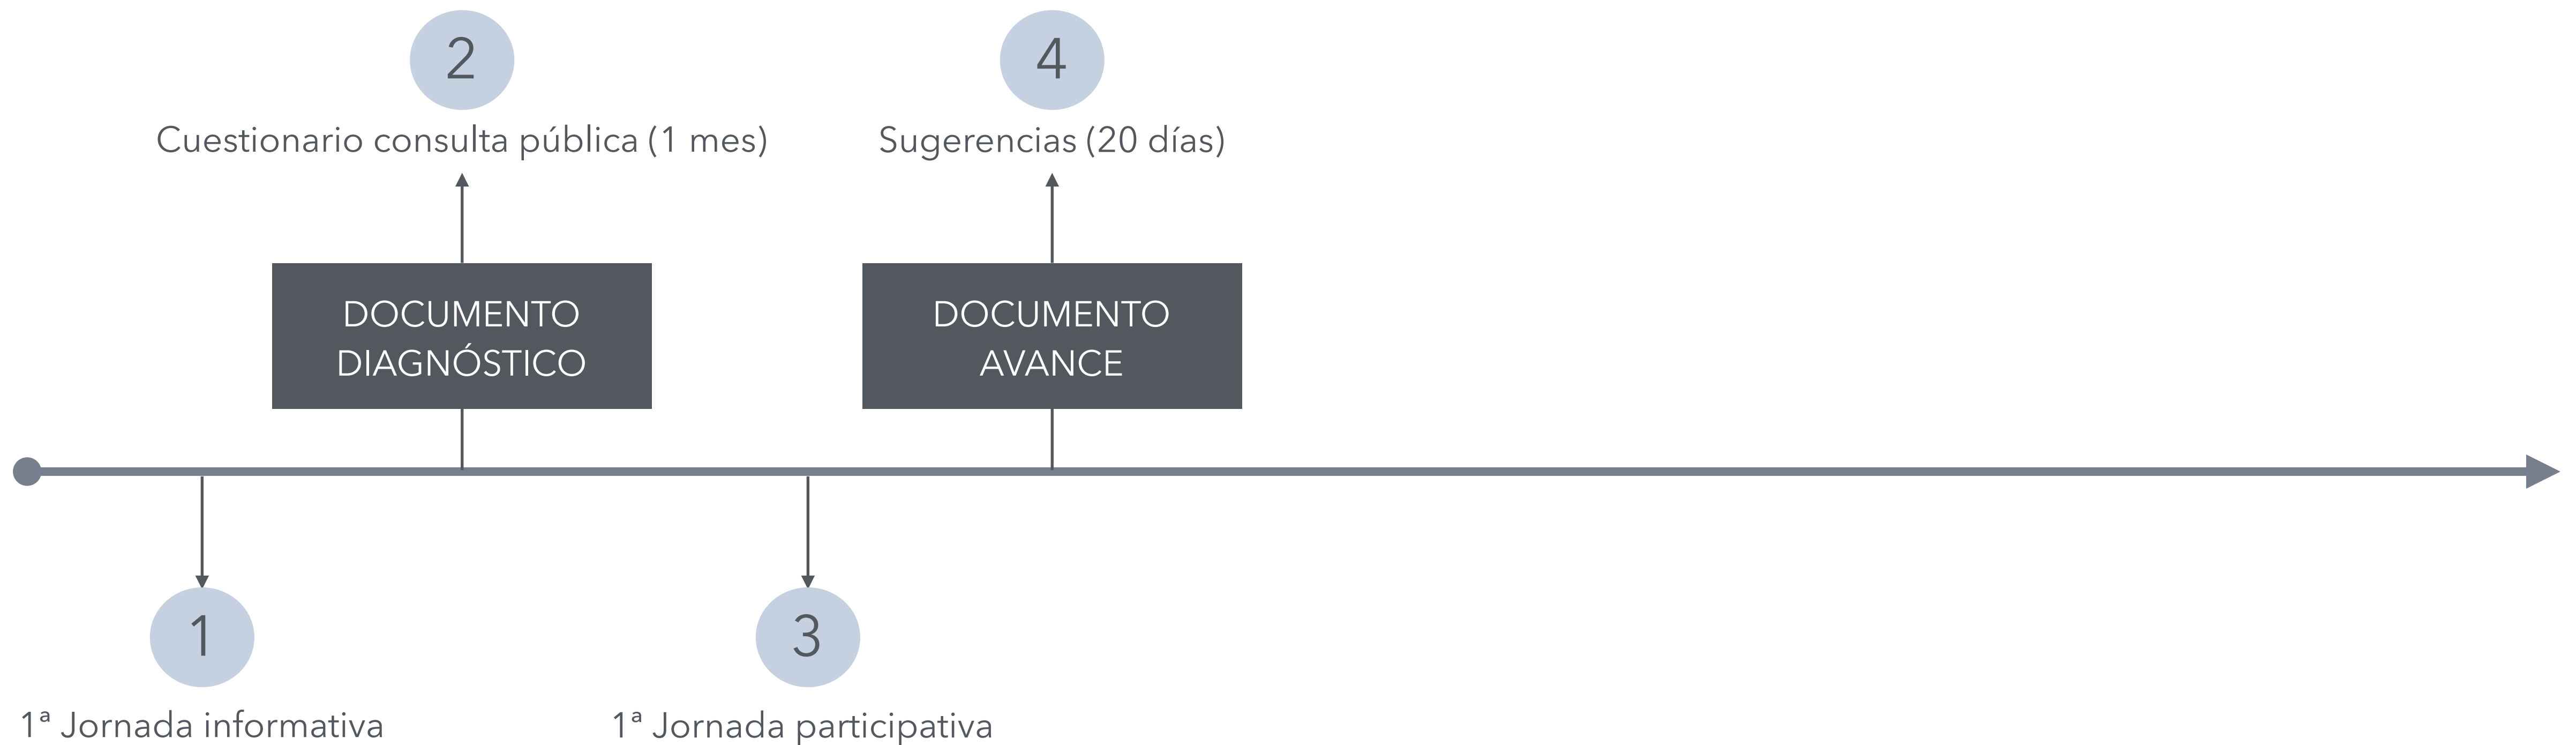 2
4
Cuestionario consulta pública (1 mes)
Sugerencias (20 días)
DOCUMENTO
DIAGNÓSTICO
DOCUMENTO
AVANCE
1
3
1ª Jornada informativa
1ª Jornada participativa